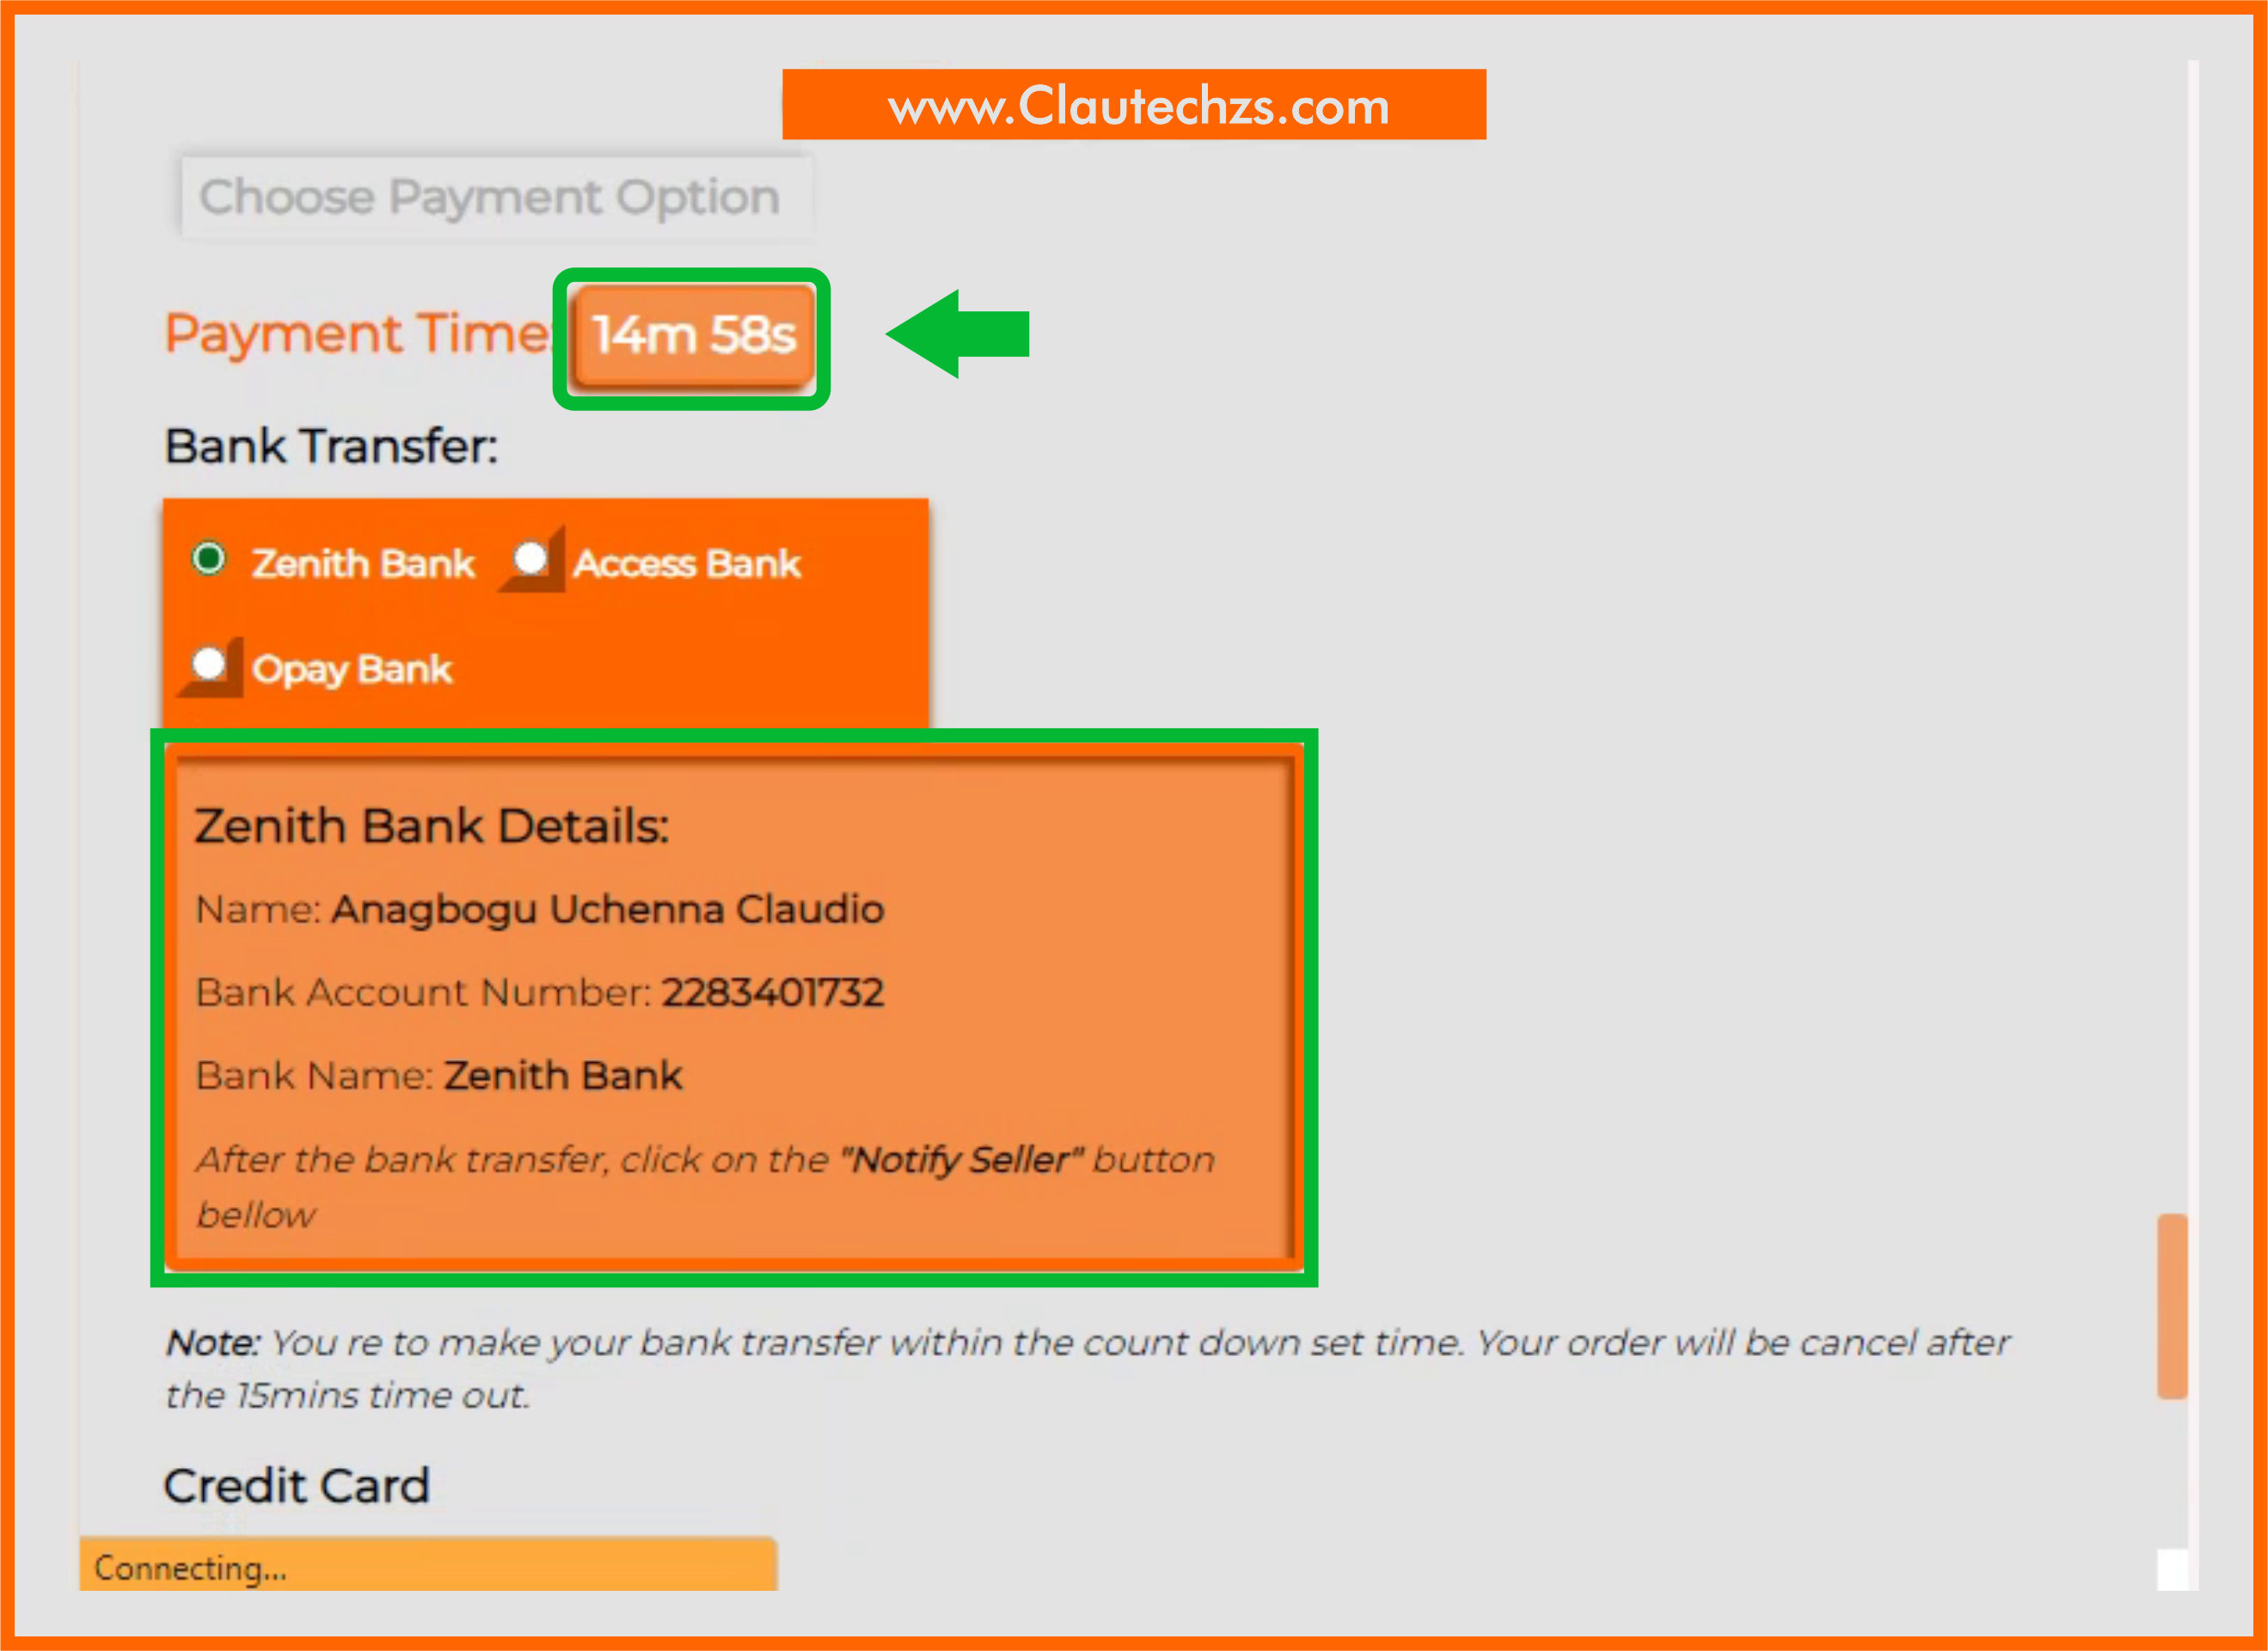 www.Clautechzs.com
Choose Payment Option
Payment Time: 14m 58s
Bank Transfer:
Zenith Bank Access Bank
Opay Bank
Zenith Bank Details:
Name: Anagbogu Uchenna Claudio
Bank Account Number: 2283401732
Bank Name: Zenith Bank
After the bank transfer, click on the "Notify Seller" button
bellow
Note: You re to make your bank transfer within the count down set time. Your order will be cancel after
the 15mins time out.
Credit Card
Connecting...